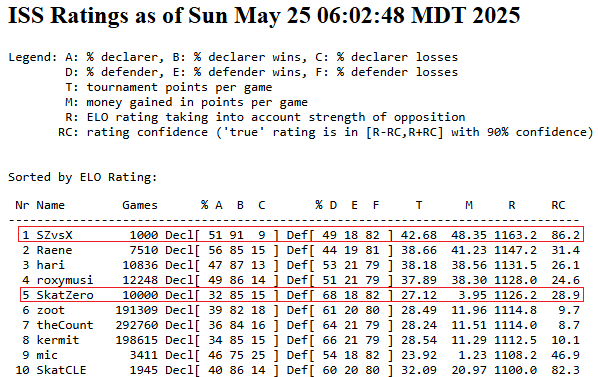 ISS Ratings as of Sun May 25 06:02:48 MDT 2025
Legend: A: % declarer, B: % declarer wins, C: % declarer losses
D: % defender, E: % defender wins, F: % defender losses
T: tournament points per game
M: money gained in points per game
R: ELO rating taking into account strength of opposition
RC: rating confidence ('true' rating is in [R-RC,R+RC] with 90% confidence)
Sorted by ELO Rating:
Nr Name Games % A B C % D E F T M R RC
--------------------------------------------------------------------------------
1 SZvsX 1000 Decl[ 51 91 9 ] Def[ 49 18 82 ] 42.68 48.35 1163.2 86.2
2 Raene 7510 Decl[ 56 85 15 ] Def[ 44 19 81 ] 38.66 41.23 1147.2 31.4
3 hari 10836 Decl[ 47 87 13 ] Def[ 53 21 79 ] 38.18 38.56 1131.5 26.1
4 roxymusi 12248 Decl[ 49 86 14 ] Def[ 51 21 79 ] 37.89 38.30 1128.0 24.6
5 SkatZero 10000 Decl[ 32 85 15 ] Def[ 68 18 82 ] 27.12 3.95 1126.2 28.9
6 zoot 191309 Decl[ 39 82 18 ] Def[ 61 20 80 ] 28.49 11.96 1114.8 9.7
7 theCount 292760 Decl[ 36 84 16 ] Def[ 64 21 79 ] 28.24 11.51 1114.0 8.7
8 kermit 198615 Decl[ 34 85 15 ] Def[ 66 21 79 ] 28.54 11.29 1112.5 10.1
9 mic 3411 Decl[ 46 75 25 ] Def[ 54 18 82 ] 23.92 1.23 1108.2 46.9
10 SkatCLE 1945 Decl[ 40 86 14 ] Def[ 60 20 80 ] 32.09 20.97 1100.0 82.3